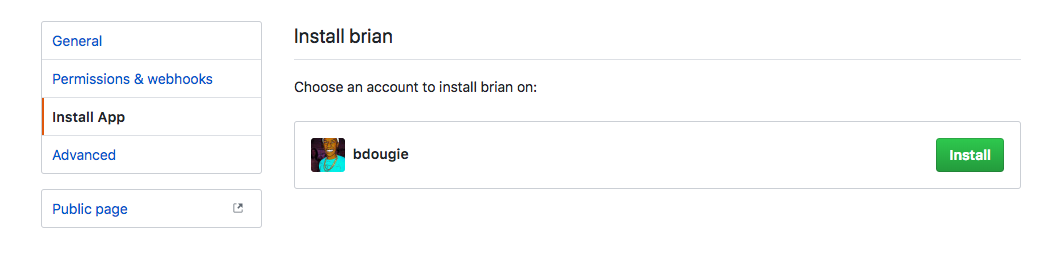 General
Permissions & webhooks
Install App
Advanced
Public page
Install brian
Choose an account to install brian on:
bdougie
Install